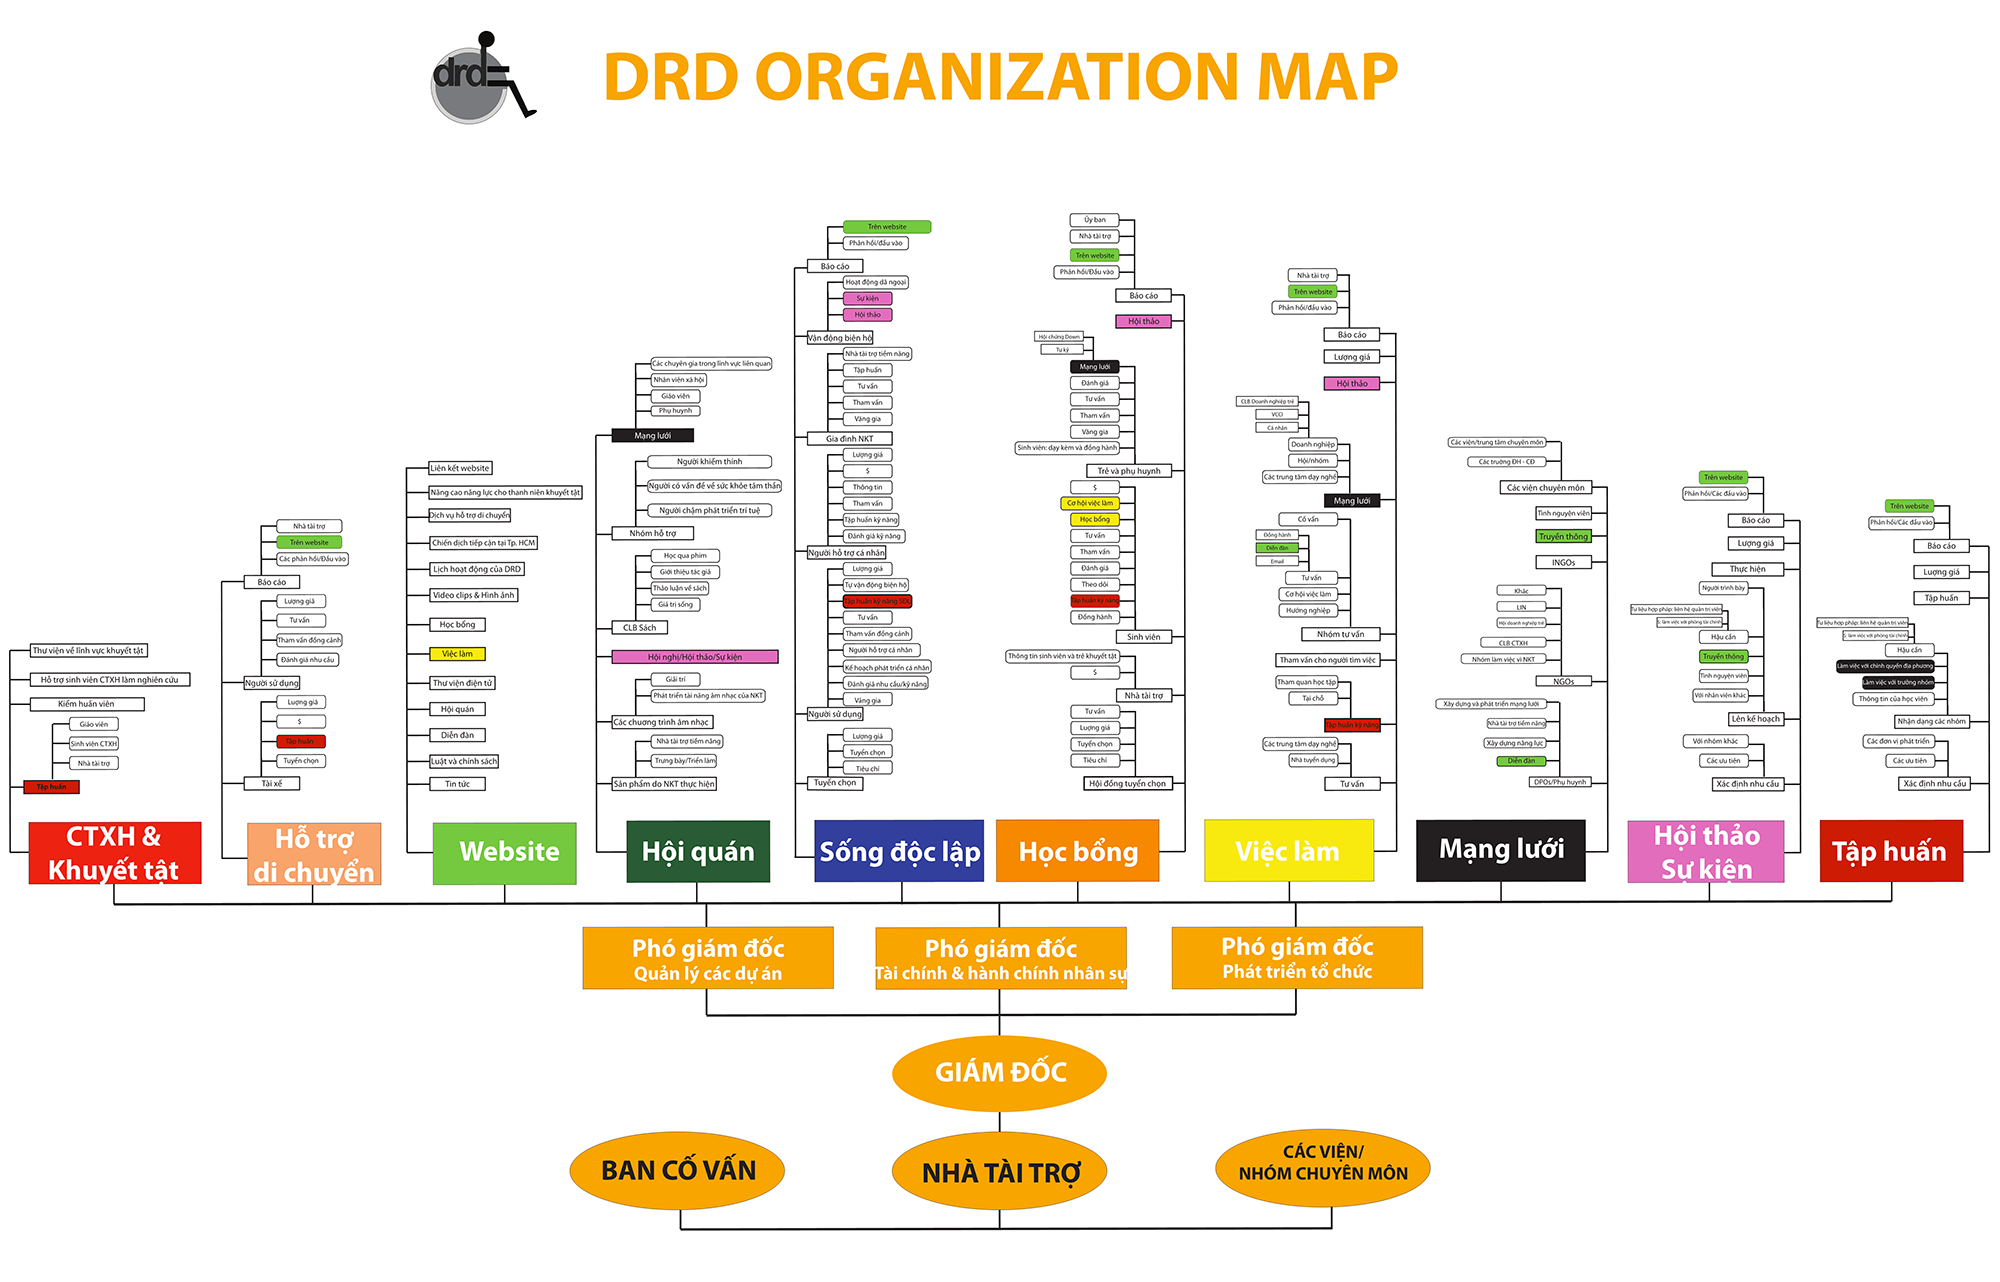 drd
DRD ORGANIZATION MAP
Thư viện về lĩnh vực khuyết tật
Hỗ trợ sinh viên CTXH làm nghiên cứu
Kiểm huấn viên
Giáo viên
Sinh viên CTXH
Nhà tài trợ
Tập huấn
CTXH &
Khuyết tật
Nhà tài trợ
Trên website
Các phản hồi/Đầu vào
Báo cáo
Lượng giá
Tư vấn
Tham vấn đồng cảnh
Đánh giá nhu cầu
Người sử dụng
Lượng giá
$
Tập huấn
Tuyển chọn
Tài xế
Hỗ trợ
di chuyển
Liên kết website
Nâng cao năng lực cho thanh niên khuyết tật
Dịch vụ hỗ trợ di chuyển
Chiến dịch tiếp cận tại Tp. HCM
Lịch hoạt động của DRD
Video clips & Hình ảnh
Học bổng
Việc làm
Thư viện điện tử
Hội quán
Diễn đàn
Luật và chính sách
Tin tức
Website
Các chuyên gia trong lĩnh vực liên quan
Nhân viên xã hội
Giáo viên
Phụ huynh
Mạng lưới
Người khiếm thính
Người có vấn đề về sức khỏe tâm thần
Người chậm phát triển trí tuệ
Nhóm hỗ trợ
Học qua phim
Giới thiệu tác giả
Thảo luận về sách
Giá trị sống
CLB Sách
Hội nghị/Hội thảo/Sự kiện
Giải trí
Phát triển tài năng âm nhạc của NKT
Các chương trình âm nhạc
Nhà tài trợ tiềm năng
Trưng bày/Triển lãm
Sản phẩm do NKT thực hiện
Hội quán
Trên website
Phản hồi/đầu vào
Báo cáo
Hoạt động dã ngoại
Sự kiện
Hội thảo
Vận động biện hộ
Nhà tài trợ tiềm năng
Tập huấn
Tư vấn
Tham vấn
Vãng gia
Gia đình NKT
Lượng giá
$
Thông tin
Tham vấn
Tập huấn kỹ năng
Đánh giá kỹ năng
Người hỗ trợ cá nhân
Lượng giá
Tự vận động biện hộ
Tập huấn kỹ năng SĐL
Tư vấn
Tham vấn đồng cảnh
Người hỗ trợ cá nhân
Kế hoạch phát triển cá nhân
Đánh giá nhu cầu/kỹ năng
Vãng gia
Người sử dụng
Lượng giá
Tuyển chọn
Tiêu chí
Tuyển chọn
Sống độc lập
Ủy ban
Nhà tài trợ
Trên website
Phản hồi/Đầu vào
Báo cáo
Hội thảo
Hội chứng Down
Tự kỷ
Mạng lưới
Đánh giá
Tư vấn
Tham vấn
Vãng gia
Sinh viên: dạy kèm và đồng hành
Trẻ và phụ huynh
$
Cơ hội việc làm
Học bổng
Tư vấn
Tham vấn
Đánh giá
Theo dõi
Tập huấn kỹ năng
Đồng hành
Sinh viên
Thông tin sinh viên và trẻ khuyết tật
$
Nhà tài trợ
Tư vấn
Lượng giá
Tuyển chọn
Tiêu chí
Hội đồng tuyển chọn
Học bổng
Nhà tài trợ
Trên website
Phản hồi/đầu vào
Báo cáo
Lượng giá
Hội thảo
CLB Doanh nghiệp trẻ
VCCI
Cá nhân
Doanh nghiệp
Hội/nhóm
Các trung tâm dạy nghề
Mạng lưới
Cố vấn
Đồng hành
Diễn đàn
Email
Tư vấn
Cơ hội việc làm
Hướng nghiệp
Nhóm tư vấn
Tham vấn cho người tìm việc
Tham quan học tập
Tại chỗ
Tập huấn kỹ năng
Các trung tâm dạy nghề
Nhà tuyển dụng
Tư vấn
Việc làm
Các viện/trung tâm chuyên môn
Các trường ĐH - CĐ
Các viện chuyên môn
Tình nguyện viên
Truyền thông
INGOs
Khác
LIN
Hội doanh nghiệp trẻ
CLB CTXH
Nhóm làm việc vì NKT
NGOs
Xây dựng và phát triển mạng lưới
Nhà tài trợ tiềm năng
Xây dựng năng lực
Diễn đàn
DPOs/Phụ huynh
Mạng lưới
Trên website
Phản hồi/Các đầu vào
Báo cáo
Lượng giá
Thực hiện
Người trình bày
Tư liệu hợp pháp: liên hệ quản trị viên
$: làm việc với phòng tài chính
Hậu cần
Truyền thông
Tình nguyện viên
Với nhân viên khác
Lên kế hoạch
Với nhóm khác
Các ưu tiên
Xác định nhu cầu
Hội thảo
Sự kiện
Trên website
Phản hồi/Các đầu vào
Báo cáo
Lượng giá
Tập huấn
Tư liệu hợp pháp: liên hệ quản trị viên
$: làm việc với phòng tài chính
Hậu cần
Làm việc với chính quyền địa phương
Làm việc với trưởng nhóm
Thông tin của học viên
Nhận dạng các nhóm
Các đơn vị phát triển
Các ưu tiên
Xác định nhu cầu
Tập huấn
Phó giám đốc
Quản lý các dự án
Phó giám đốc
Tài chính & hành chính nhân sự
Phó giám đốc
Phát triển tổ chức
GIÁM ĐỐC
BAN CỐ VẤN
NHÀ TÀI TRỢ
CÁC VIỆN/
NHÓM CHUYÊN MÔN